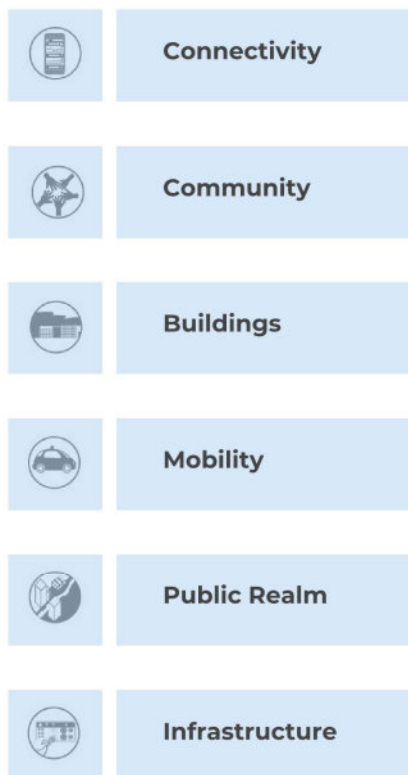 Connectivity
Community
Buildings
Mobility
Public Realm
Infrastructure